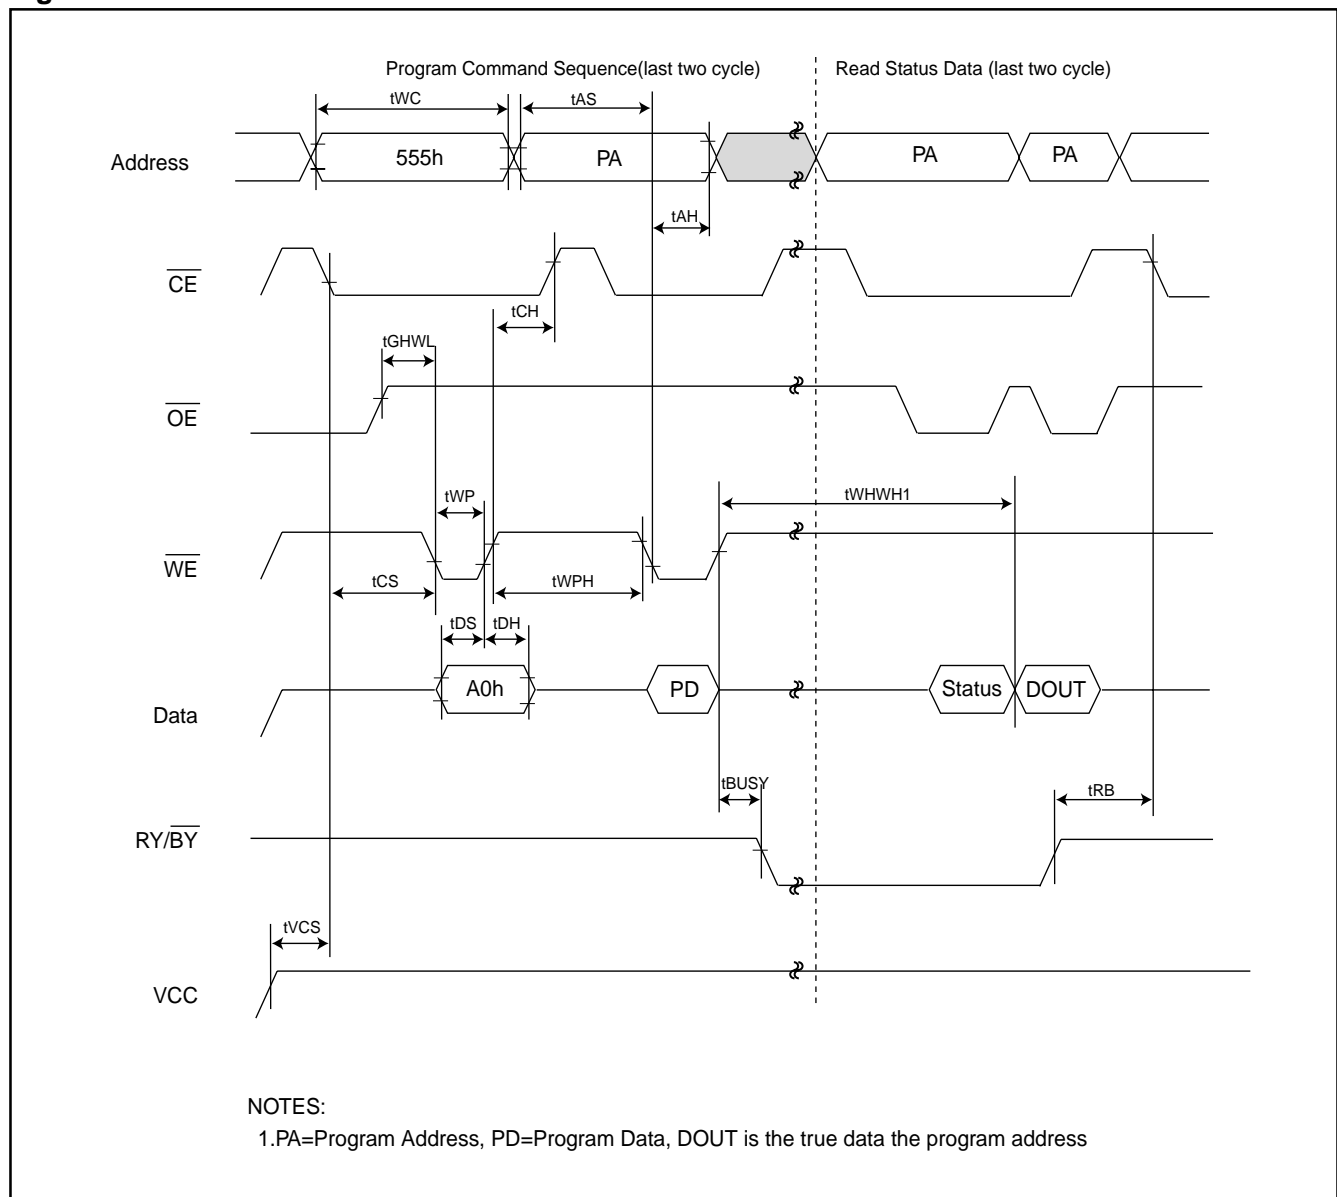 Program Command Sequence(last two cycle)
Read Status Data (last two cycle)
tWC
tAS
Address
555h
PA
PA
PA
tAH
CE
tCH
tGHWL
OE
tWP
tWHWH1
WE
tCS
tWPH
tDS
tDH
Data
A0h
PD
Status
DOUT
tBUSY
tRB
RY/BY
tVCS
VCC
NOTES:
1.PA=Program Address, PD=Program Data, DOUT is the true data the program address